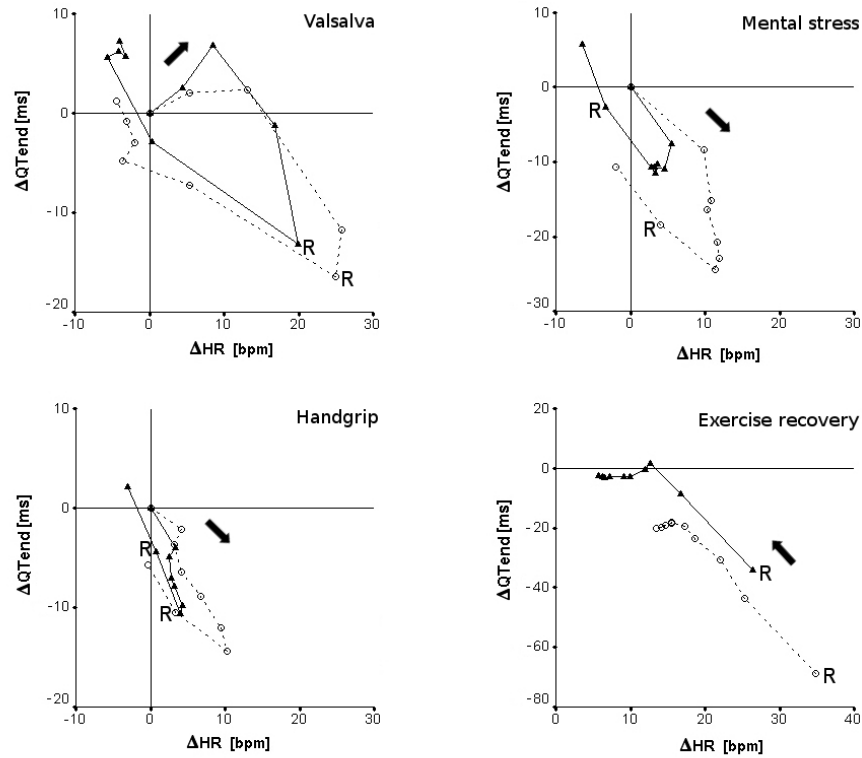 Valsalva
10
0
-10
-20
-10 0 10 20 30
ΔQTend [ms]
ΔHR [bpm]
R
R
Mental stress
10
0
-10
-20
-30
-10 0 10 20 30
ΔQTend [ms]
ΔHR [bpm]
R
R
Handgrip
10
0
-10
-20
-10 0 10 20 30
ΔQTend [ms]
ΔHR [bpm]
R
R
Exercise recovery
20
0
-20
-40
-60
-80
0 10 20 30 40
ΔQTend [ms]
ΔHR [bpm]
R
R